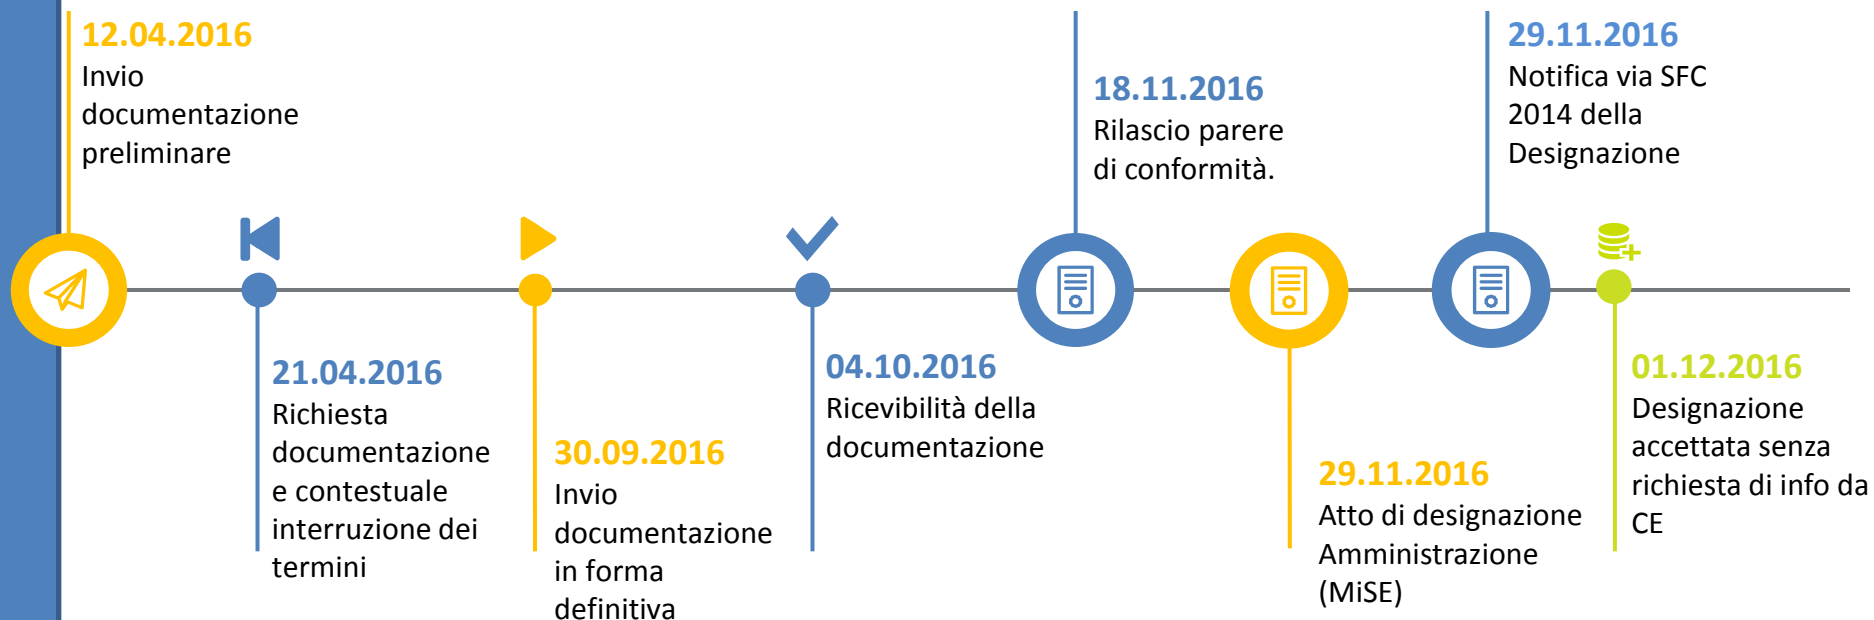 12.04.2016
Invio
documentazione
preliminare
21.04.2016
Richiesta
documentazione
e contestuale
interruzione dei
termini
30.09.2016
Invio
documentazione
in forma
definitiva
04.10.2016
Ricevibilità della
documentazione
18.11.2016
Rilascio parere
di conformità.
29.11.2016
Atto di designazione
Amministrazione
(MiSE)
29.11.2016
Notifica via SFC
2014 della
Designazione
01.12.2016
Designazione
accettata senza
richiesta di info da
CE